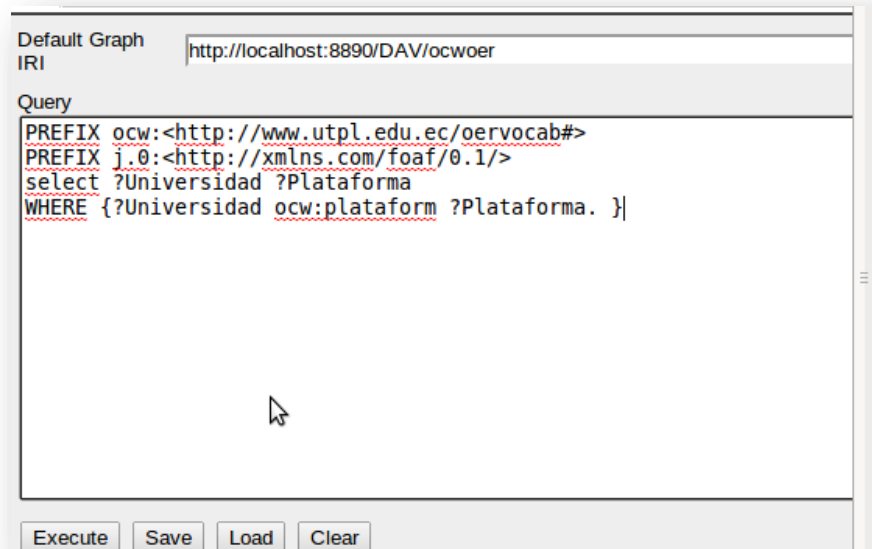 Default Graph
IRI
http://localhost:8890/DAV/ocwoer
Query
PREFIX ocw:<http://www.utpl.edu.ec/oervocab#>
PREFIX j.0:<http://xmlns.com/foaf/0.1/>
select ?Universidad ?Plataforma
WHERE {?Universidad ocw:plataform ?Plataforma. }
Execute Save Load Clear